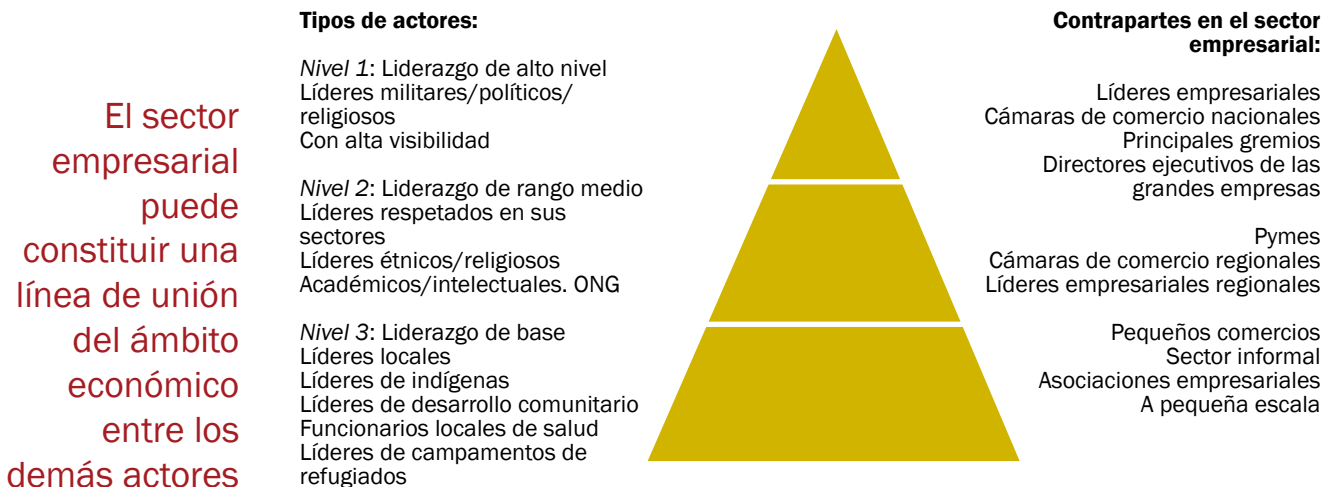 El sector
empresarial
puede
constituir una
línea de unión
del ámbito
económico
entre los
demás actores
Tipos de actores:
Nivel 1: Liderazgo de alto nivel
Líderes militares/políticos/
religiosos
Con alta visibilidad
Nivel 2: Liderazgo de rango medio
Líderes respetados en sus
sectores
Líderes étnicos/religiosos
Académicos/intelectuales. ONG
Nivel 3: Liderazgo de base
Líderes locales
Líderes de indígenas
Líderes de desarrollo comunitario
Funcionarios locales de salud
Líderes de campamentos de
refugiados
Contrapartes en el sector
empresarial:
Líderes empresariales
Cámaras de comercio nacionales
Principales gremios
Directores ejecutivos de las
grandes empresas
Pymes
Cámaras de comercio regionales
Líderes empresariales regionales
Pequeños comercios
Sector informal
Asociaciones empresariales
A pequeña escala